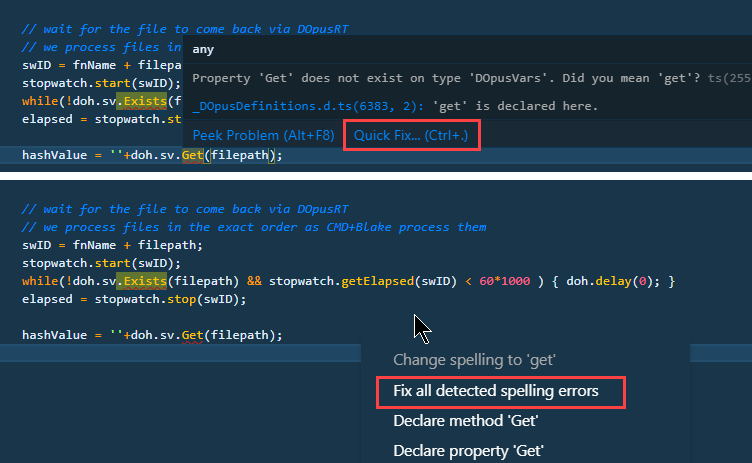 // wait for the file to come back via DOpusRT
// we process files in
any
swID = fnName + filepa
Property 'Get' does not exist on type 'DOpusVars'. Did you mean 'get'? ts(255
stopwatch.start(swID);
while(!doh.sv.Exists(f
_DOpusDefinitions.d.ts(6383, 2): 'get' is declared here.
elapsed = stopwatch.st
Peek Problem (Alt+F8) Quick Fix... (Ctrl+.)
hashValue = ''+doh.sv.Get(filepath);
// wait for the file to come back via DOpusRT
// we process files in the exact order as CMD+Blake process them
swID = fnName + filepath;
stopwatch.start(swID);
while(!doh.sv.Exists(filepath) && stopwatch.getElapsed(swID) < 60*1000 ) { doh.delay(0); }
elapsed = stopwatch.stop(swID);
hashValue = ''+doh.sv.Get(filepath);
Change spelling to 'get'
Fix all detected spelling errors
Declare method 'Get'
Declare property 'Get'